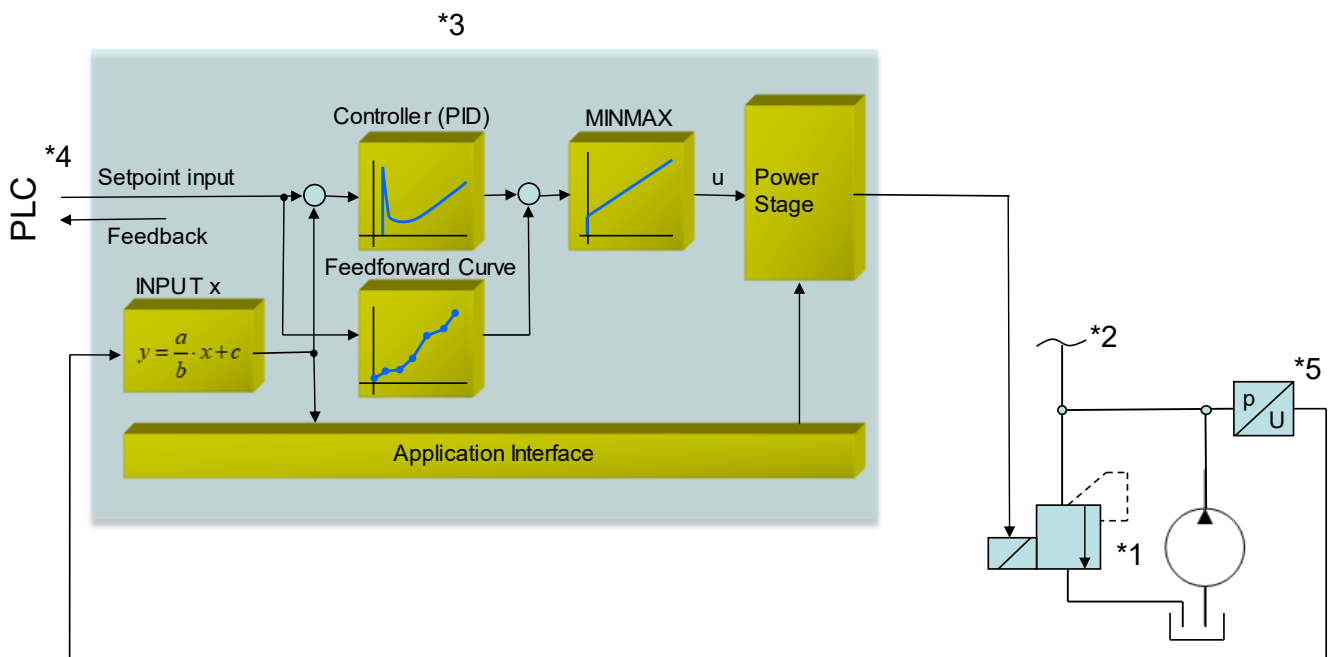 *3
Controller (PID)
MINMAX
*4
PLC
Setpoint input
Feedback
u
Power
Stage
Feedforward Curve
INPUT x
y = a/b · x + c
*2
*5
p
U
Application Interface
*1